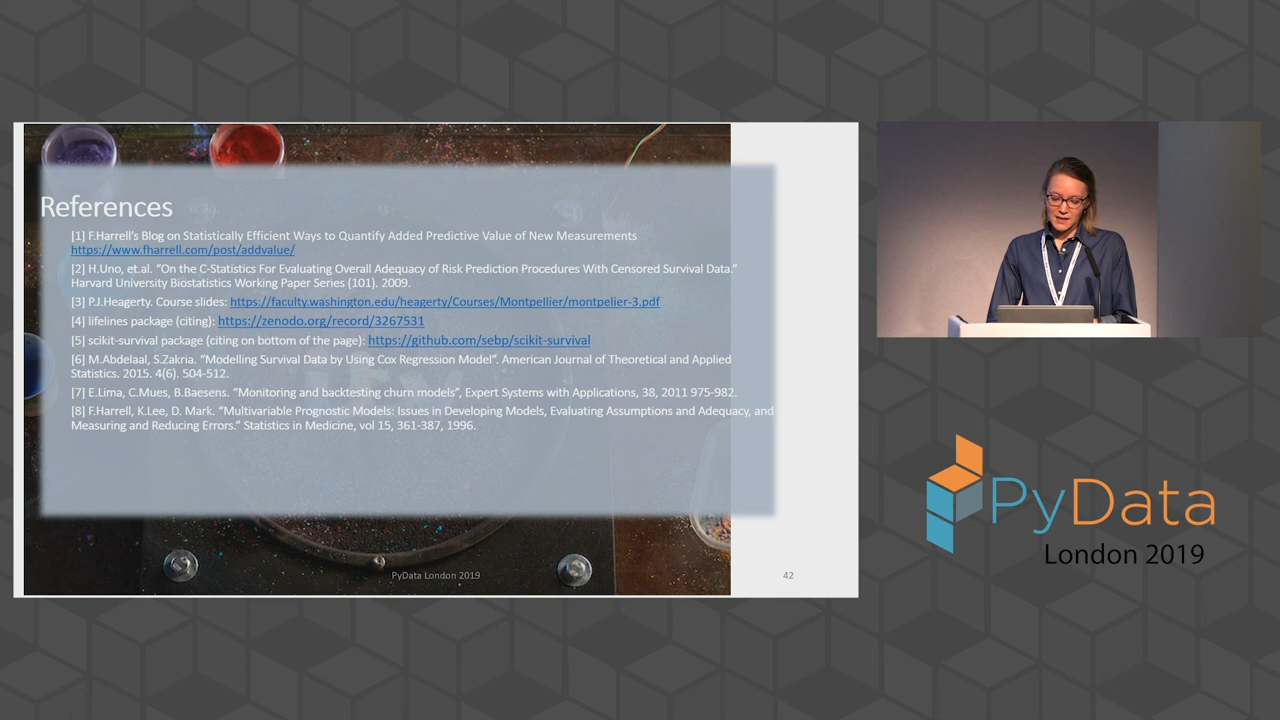 References
[1] F.Harrell's Blog on Statistically Efficient Ways to Quantify Added Predictive Value of New Measurements
https://www.fharrell.com/post/addvalue/
[2] H.Uno, et.al. "On the C-Statistics For Evaluating Overall Adequacy of Risk Prediction Procedures With Censored Survival Data."
Harvard University Biostatistics Working Paper Series (101). 2009.
[3] P.J.Heagerty. Course slides: https://faculty.washington.edu/heagerty/Courses/Montpellier/montpelier-3.pdf
[4] lifelines package (citing): https://zenodo.org/record/3267531
[5] scikit-survival package (citing on bottom of the page): https://github.com/sebp/scikit-survival
[6] M.Abdelaal, S.Zakria. "Modelling Survival Data by Using Cox Regression Model". American Journal of Theoretical and Applied
Statistics. 2015. 4(6). 504-512.
[7] E.Lima, C.Mues, B.Baesens. "Monitoring and backtesting churn models", Expert Systems with Applications, 38, 2011 975-982.
[8] F.Harrell, K.Lee, D. Mark. "Multivariable Prognostic Models: Issues in Developing Models, Evaluating Assumptions and Adequacy, and
Measuring and Reducing Errors." Statistics in Medicine, vol 15, 361-387, 1996.
PyData London 2019
42
PyData
London 2019